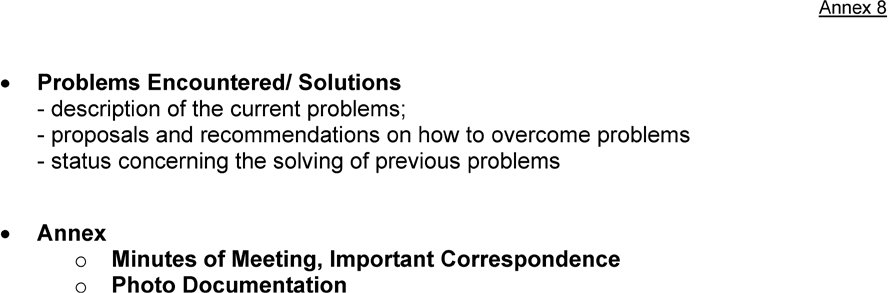 Annex 8
• Problems Encountered/ Solutions
- description of the current problems;
- proposals and recommendations on how to overcome problems
- status concerning the solving of previous problems
• Annex
o Minutes of Meeting, Important Correspondence
o Photo Documentation